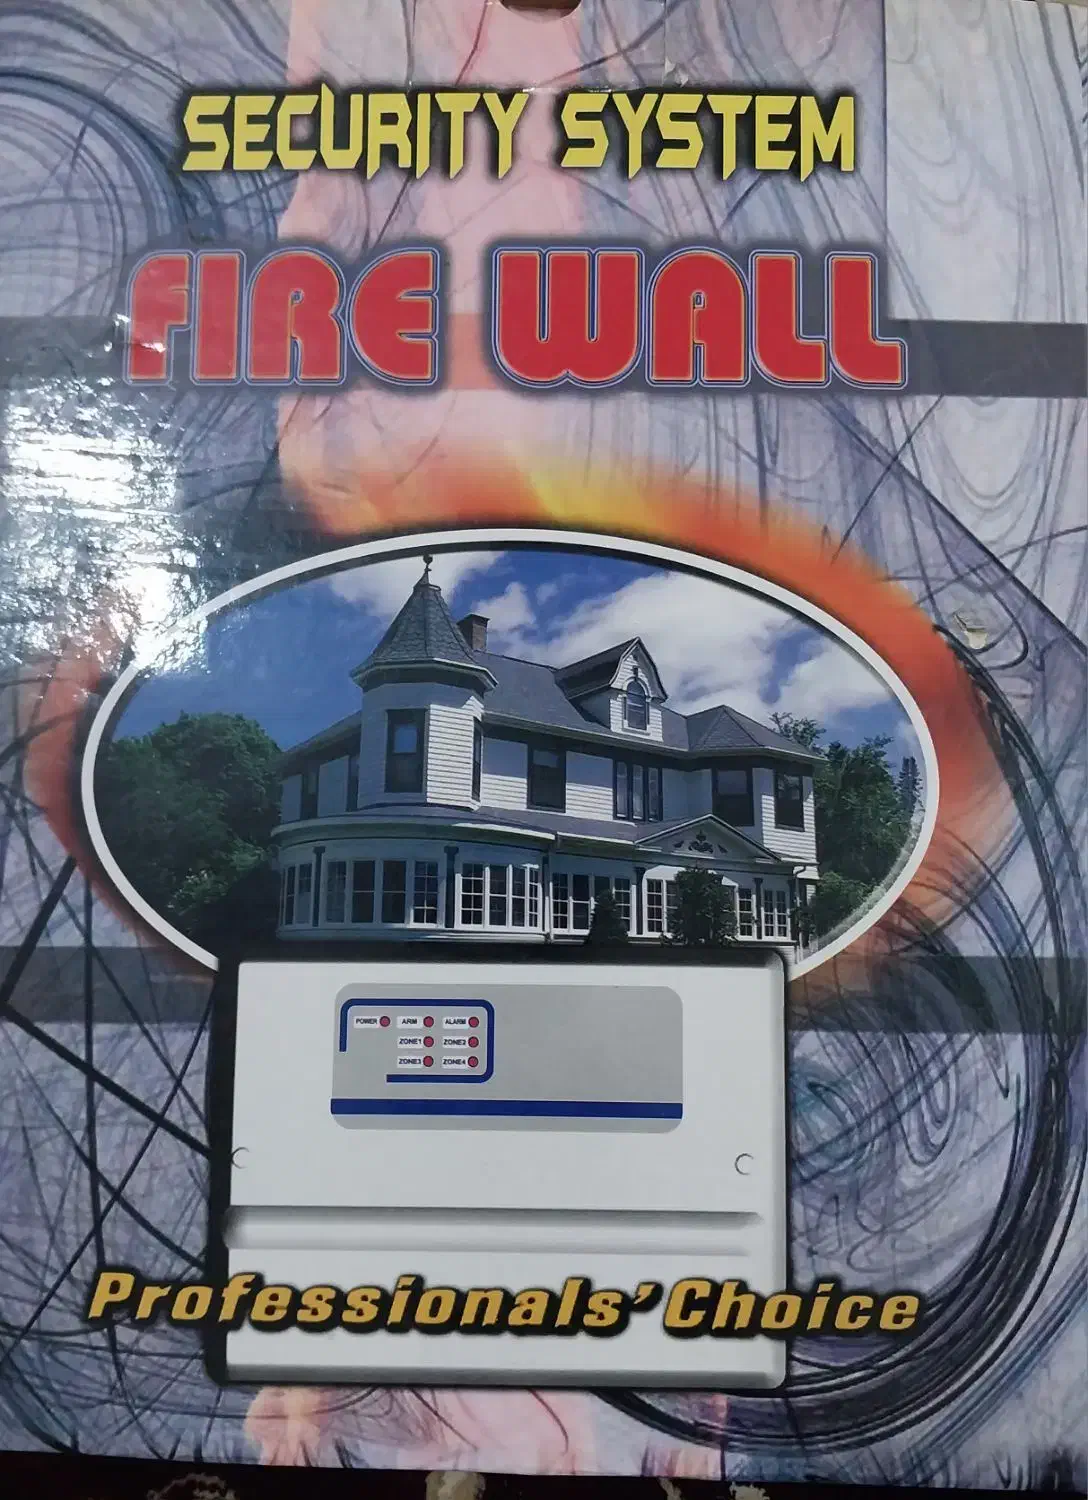 SECURITY SYSTEM
FIRE WALL
POWER ARM ALARM
ZONE1 ZONE2
ZONE3 ZONE4
Professionals' Choice